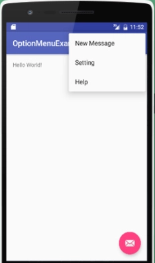 11:52
OptionMenuExa
New Message
Hello World!
Setting
Help